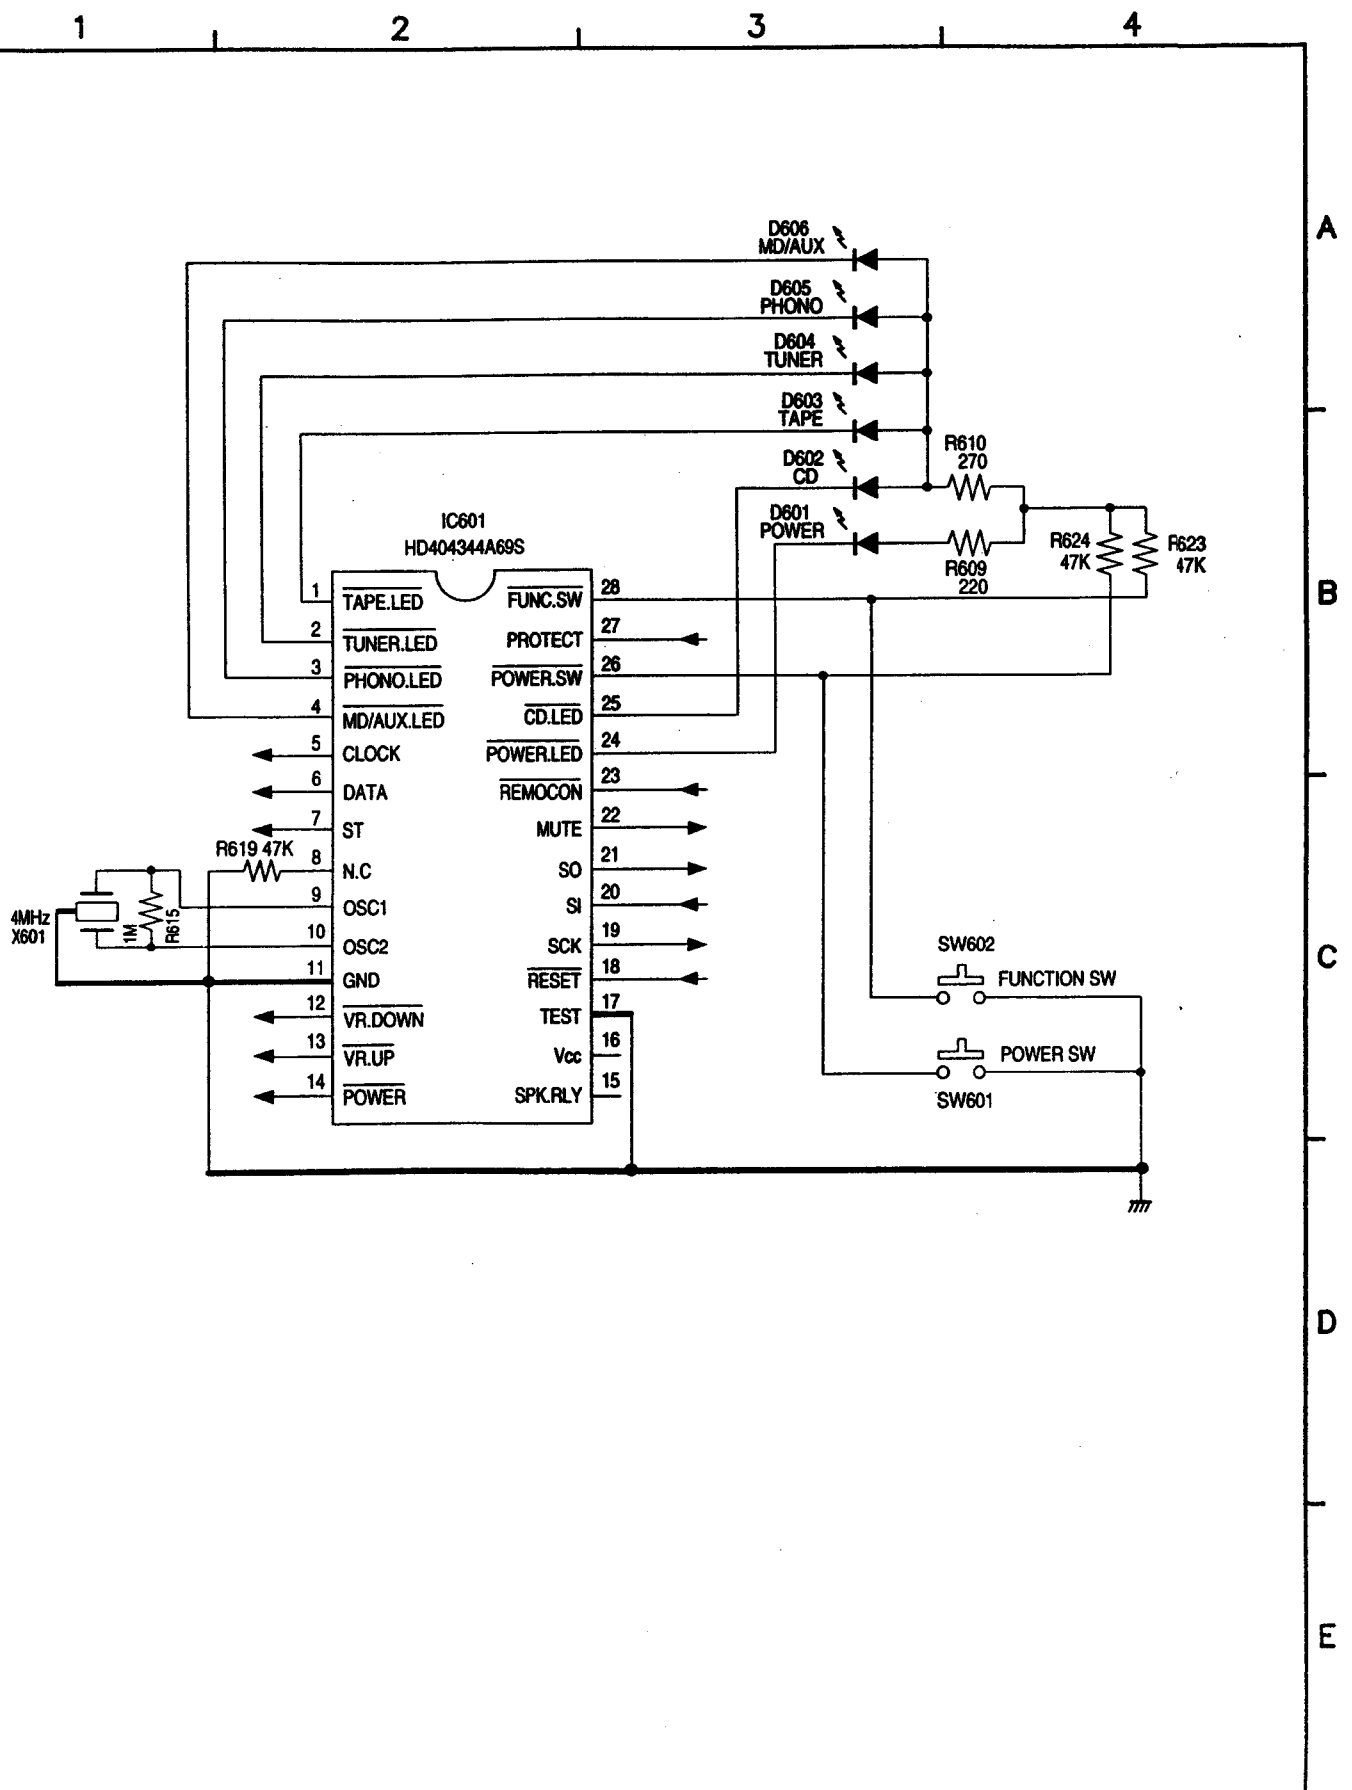 1 2 3 4
A
D606
MD/AUX
D605
PHONO
D604
TUNER
D603
TAPE
D602
CD
R610
270
D601
POWER
R609
220
R624
47K
R623
47K
B
IC601
HD404344A69S
1 TAPE.LED
2 TUNER.LED
3 PHONO.LED
4 MD/AUX.LED
5 CLOCK
6 DATA
7 ST
R619 47K
8 N.C
9 OSC1
10 OSC2
11 GND
12 VR.DOWN
13 VR.UP
14 POWER
FUNC.SW 28
PROTECT 27
POWER.SW 26
CD.LED 25
POWER.LED 24
REMOCON 23
MUTE 22
SO 21
SI 20
SCK 19
RESET 18
TEST 17
Vcc 16
SPK.RLY 15
4MHz
X601
1M
R615
C
SW602
FUNCTION SW
POWER SW
SW601
D
E